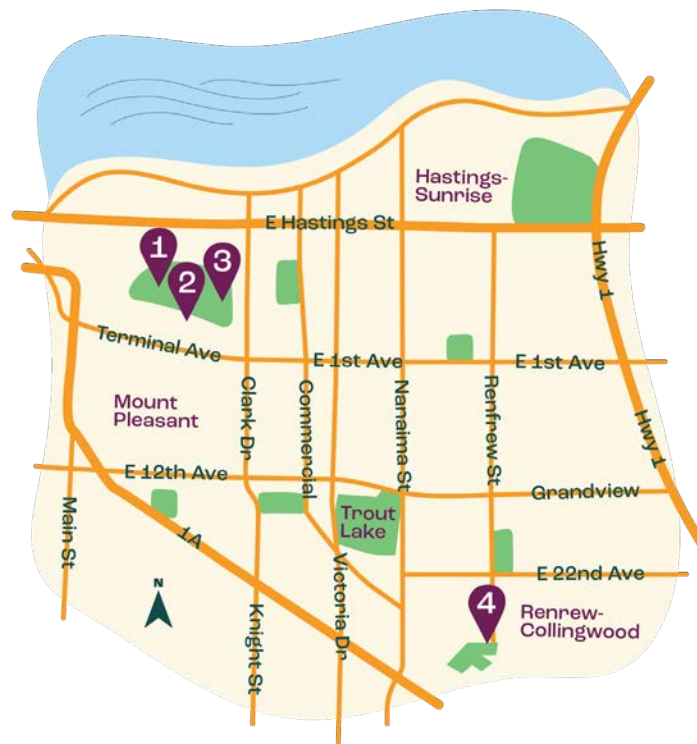 Hastings-
Sunrise
E Hastings St
1
3
2
Hwy 1
Terminal Ave
E 1st Ave
E 1st Ave
Mount
Pleasant
Clark Dr
Commercial
Nanaima St
Renfrew St
Hwy 1
E 12th Ave
Grandview
Main St
1A
Trout
Lake
Victoria Dr
E 22nd Ave
N
Knight St
4
Renrew-
Collingwood